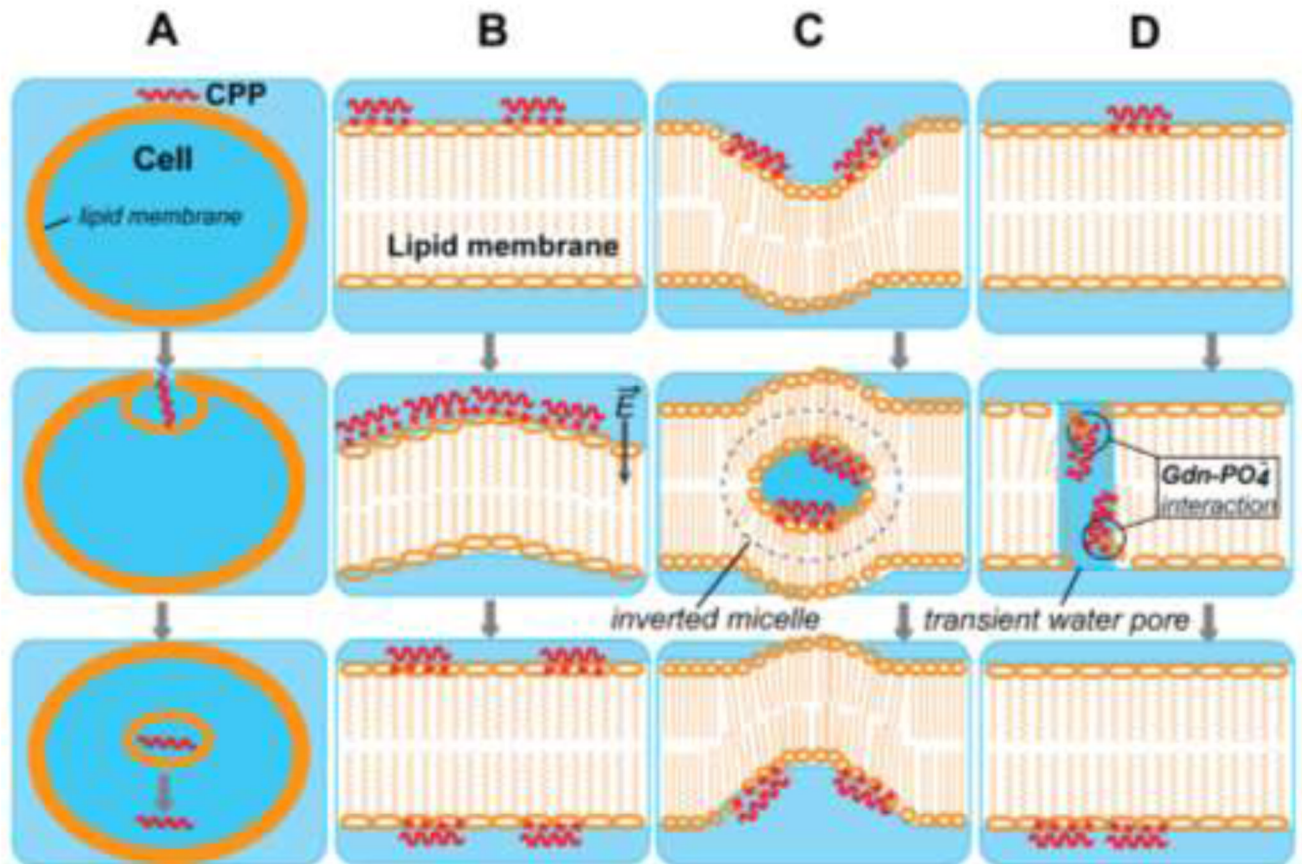 A
B
C
D
CPP
Cell
lipid membrane
Lipid membrane
E
Gdn-PO4-
interaction
inverted micelle
transient water pore